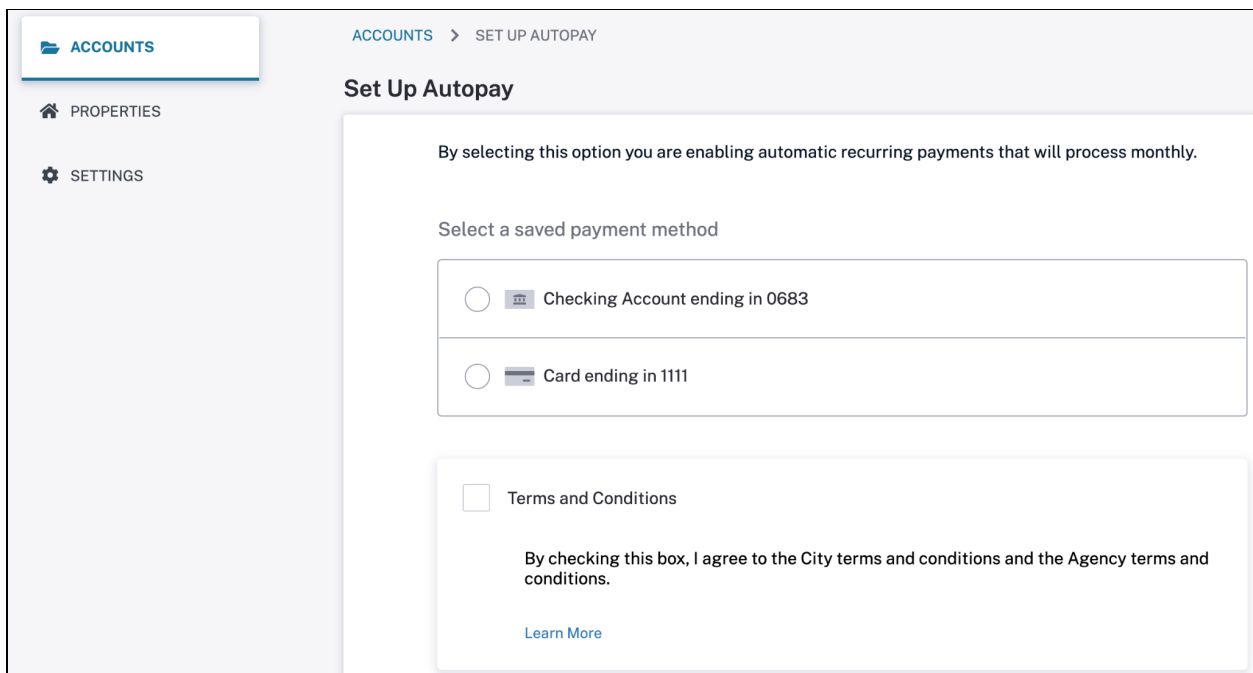 ACCOUNTS
PROPERTIES
SETTINGS
ACCOUNTS > SET UP AUTOPAY
Set Up Autopay
By selecting this option you are enabling automatic recurring payments that will process monthly.
Select a saved payment method
Checking Account ending in 0683
Card ending in 1111
Terms and Conditions
By checking this box, I agree to the City terms and conditions and the Agency terms and
conditions.
Learn More